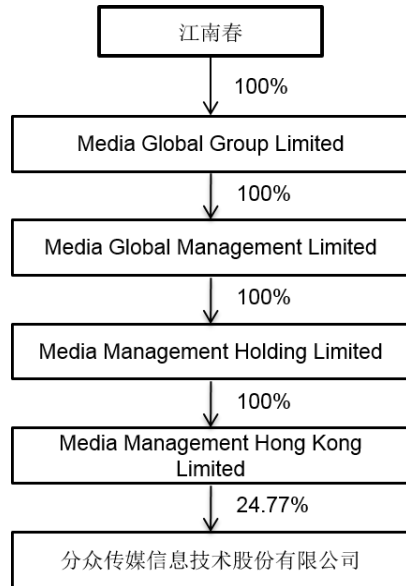 江南春
100%
Media Global Group Limited
100%
Media Global Management Limited
100%
Media Management Holding Limited
100%
Media Management Hong Kong
Limited
24.77%
分众传媒信息技术股份有限公司